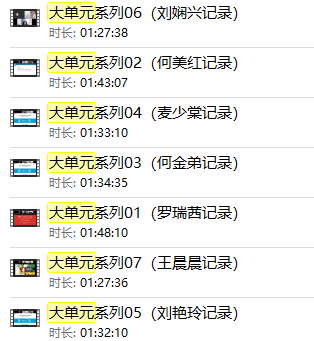 大单元系列06（刘娴兴记录）
时长: 01:27:38
大单元系列02（何美红记录）
时长: 01:43:07
大单元系列04（麦少棠记录）
时长: 01:33:10
大单元系列03（何金弟记录）
时长: 01:34:35
大单元系列01（罗瑞茜记录）
时长: 01:48:10
大单元系列07（王晨晨记录）
时长: 01:27:36
大单元系列05（刘艳玲记录）
时长: 01:32:10